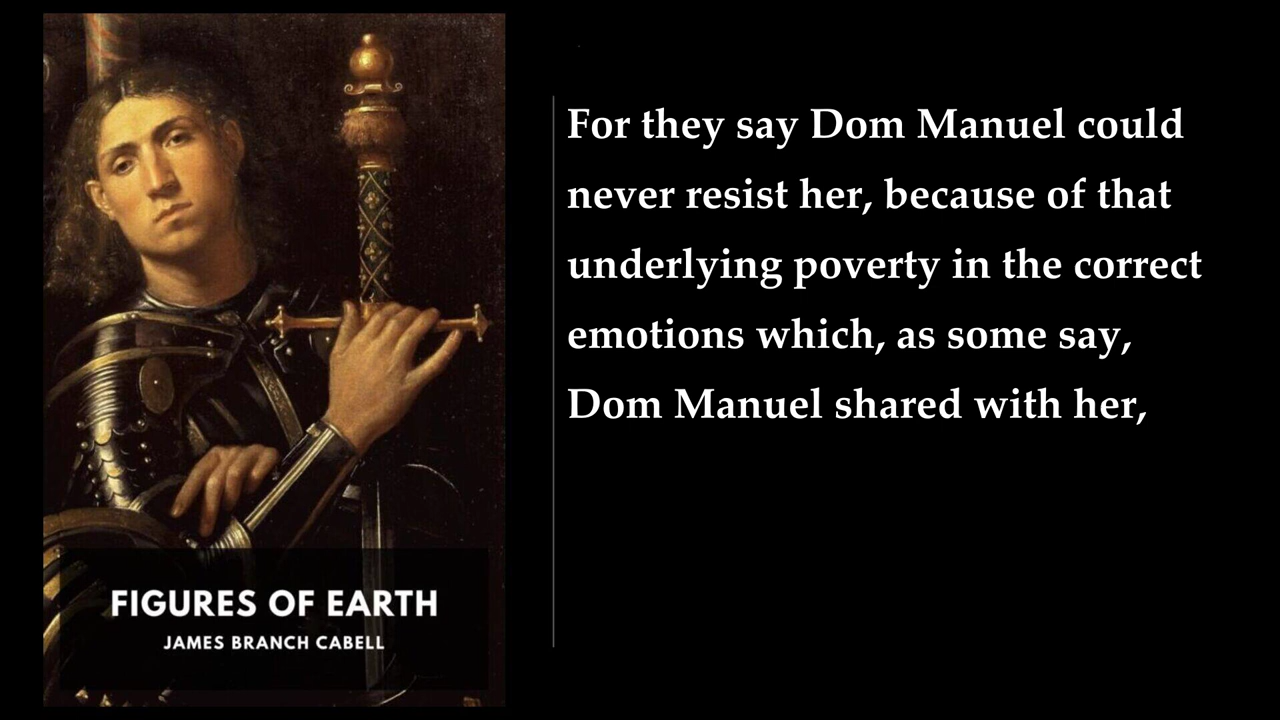 For they say Dom Manuel could
never resist her, because of that
underlying poverty in the correct
emotions which, as some say,
Dom Manuel shared with her,
FIGURES OF EARTH
JAMES BRANCH CABELL